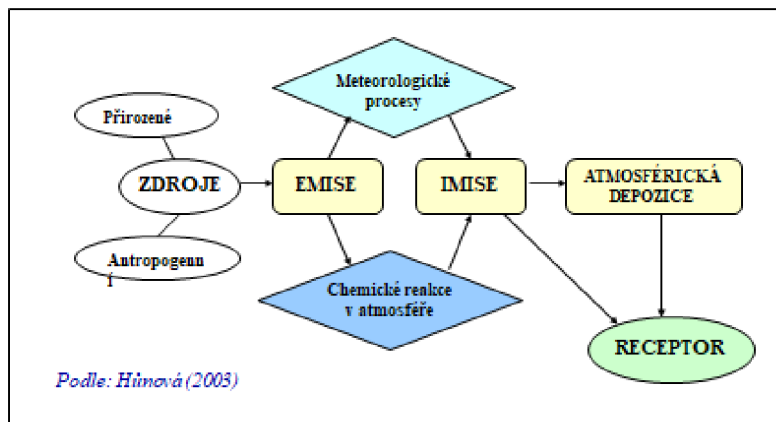 Meteorologické
procesy
Přirozené
ZDROJE
EMISE
IMISE
ATMOSFÉRICKÁ
DEPOZICE
Antropogenn
í
Chemické reakce
v atmosféře
RECEPTOR
Podle: Hůnová (2003)